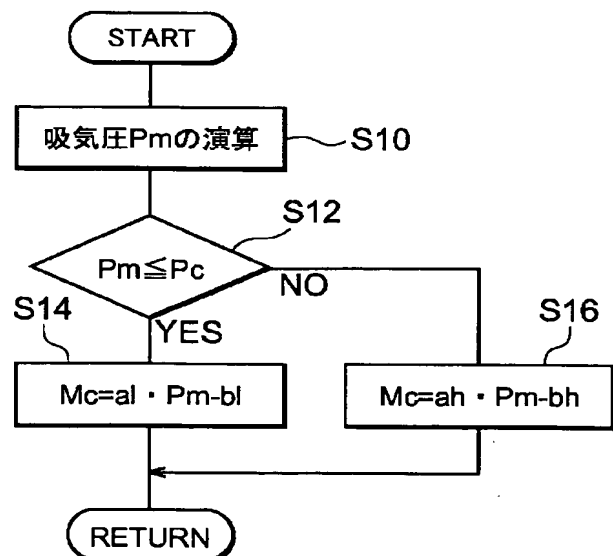 START
吸気圧Pmの演算
S10
S12
Pm≦Pc
NO
S14
YES
S16
Mc=al・Pm-bl
Mc=ah・Pm-bh
RETURN